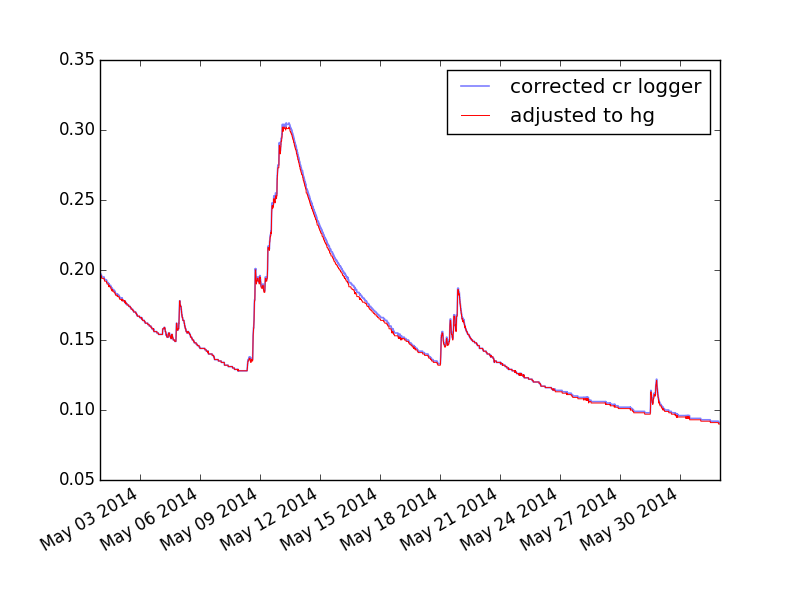 0.35
0.30
0.25
0.20
0.15
0.10
0.05
corrected cr logger
adjusted to hg
May 03 2014
May 06 2014
May 09 2014
May 12 2014
May 15 2014
May 18 2014
May 21 2014
May 24 2014
May 27 2014
May 30 2014